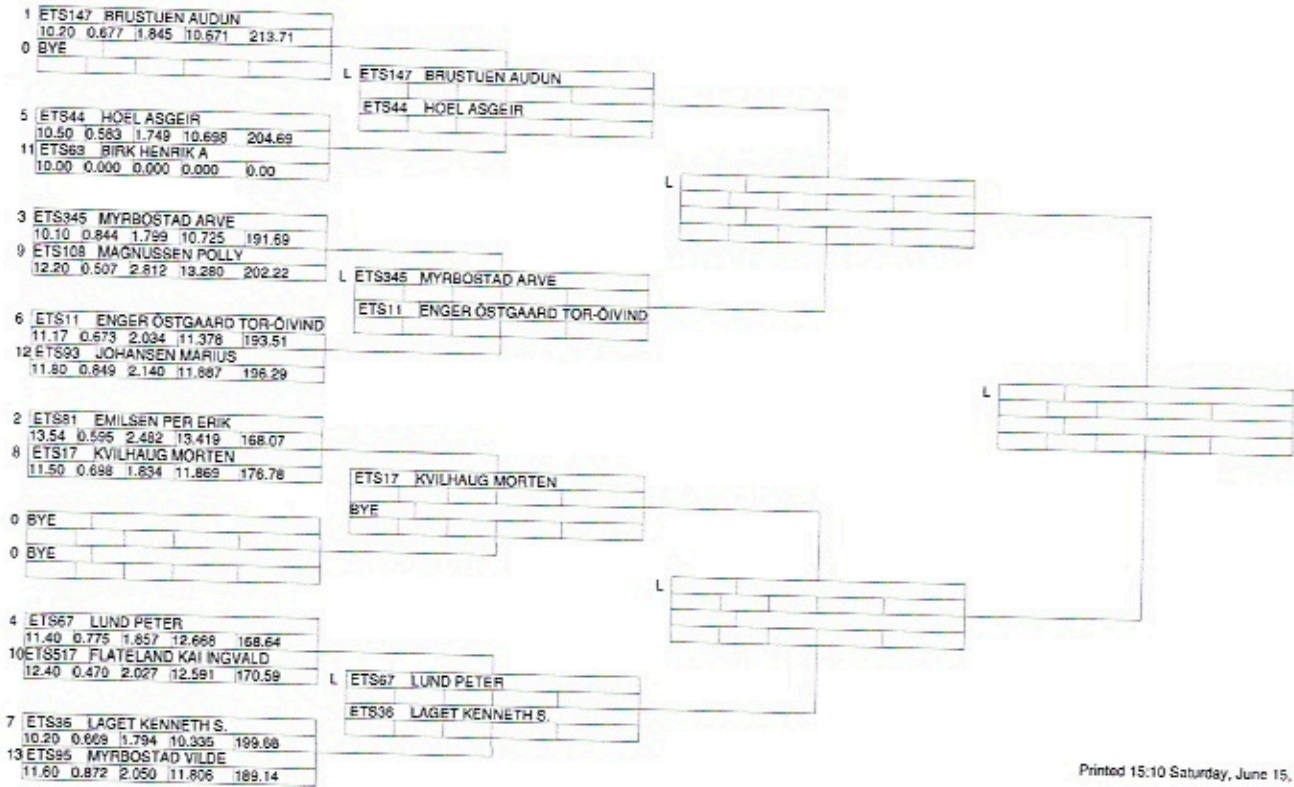 1 ETS147 BRUSTUEN AUDUN
10.20 0.677 1.845 10.671 213.71
0 BYE
L ETS147 BRUSTUEN AUDUN
ETS44 HOEL ASGEIR
5 ETS44 HOEL ASGEIR
10.50 0.583 1.749 10.698 204.69
11 ETS63 BIRK HENRIK A
10.00 0.000 0.000 0.000 0.00
L
3 ETS345 MYRBOSTAD ARVE
10.10 0.844 1.799 10.725 191.69
9 ETS108 MAGNUSSEN POLLY
12.20 0.507 2.812 13.280 202.22
L ETS345 MYRBOSTAD ARVE
ETS11 ENGER ÖSTGAARD TOR-ÖIVIND
6 ETS11 ENGER ÖSTGAARD TOR-ÖIVIND
11.17 0.673 2.034 11.378 193.51
12 ETS93 JOHANSEN MARIUS
11.80 0.849 2.140 11.887 196.29
L
2 ETS81 EMILSEN PER ERIK
13.54 0.595 2.482 13.419 168.07
8 ETS17 KVILHAUG MORTEN
11.50 0.698 1.834 11.869 176.78
ETS17 KVILHAUG MORTEN
BYE
0 BYE
0 BYE
L
4 ETS67 LUND PETER
11.40 0.775 1.857 12.668 168.64
10 ETS517 FLATELAND KAI INGVALD
12.40 0.470 2.027 12.591 170.59
L ETS67 LUND PETER
ETS36 LAGET KENNETH S.
7 ETS36 LAGET KENNETH S.
10.20 0.669 1.794 10.335 199.68
13 ETS95 MYRBOSTAD VILDE
11.60 0.872 2.050 11.806 189.14
Printed 15:10 Saturday, June 15,